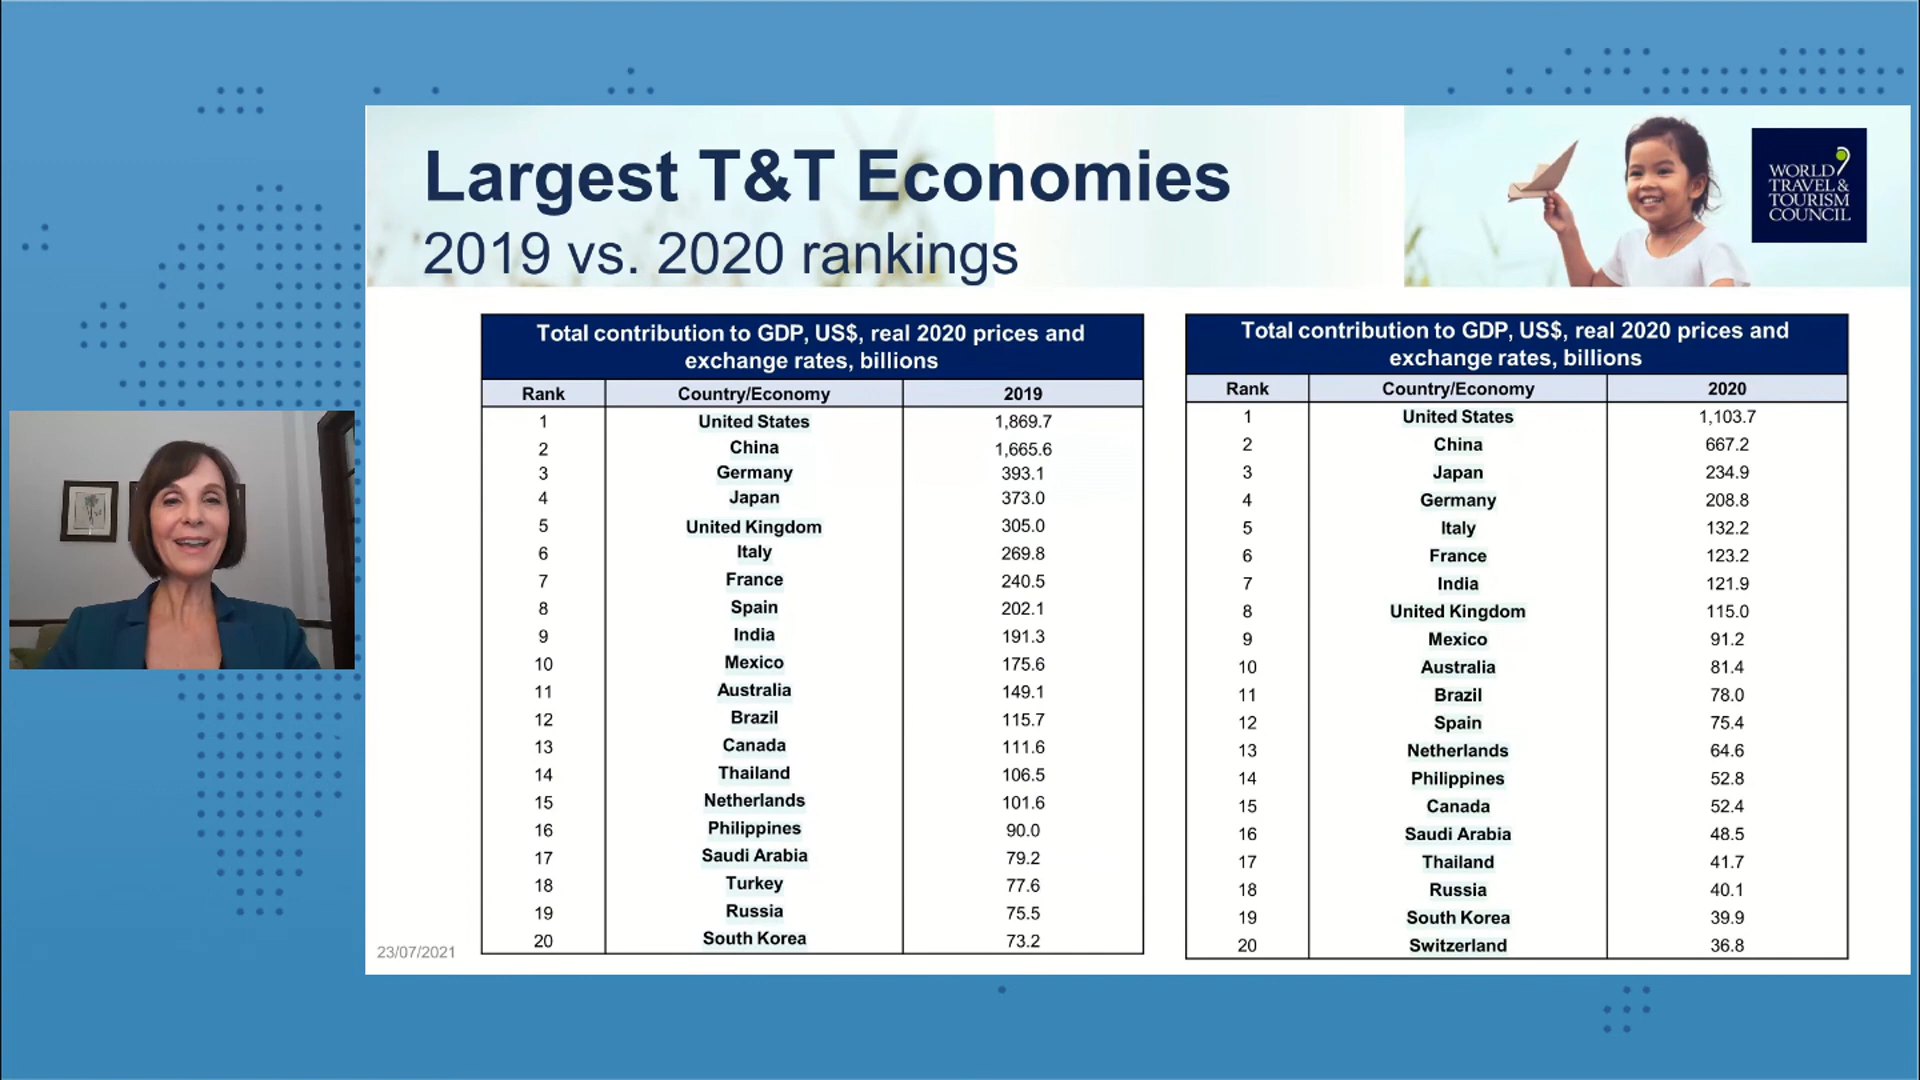 Largest T&T Economies
2019 vs. 2020 rankings
WORLD
TRAVEL &
TOURISM
COUNCIL
Total contribution to GDP, US$, real 2020 prices and
exchange rates, billions
Rank Country/Economy 2019
1 United States 1,869.7
2 China 1,665.6
3 Germany 393.1
4 Japan 373.0
5 United Kingdom 305.0
6 Italy 269.8
7 France 240.5
8 Spain 202.1
9 India 191.3
10 Mexico 175.6
11 Australia 149.1
12 Brazil 115.7
13 Canada 111.6
14 Thailand 106.5
15 Netherlands 101.6
16 Philippines 90.0
17 Saudi Arabia 79.2
18 Turkey 77.6
19 Russia 75.5
20 South Korea 73.2
Total contribution to GDP, US$, real 2020 prices and
exchange rates, billions
Rank Country/Economy 2020
1 United States 1,103.7
2 China 667.2
3 Japan 234.9
4 Germany 208.8
5 Italy 132.2
6 France 123.2
7 India 121.9
8 United Kingdom 115.0
9 Mexico 91.2
10 Australia 81.4
11 Brazil 78.0
12 Spain 75.4
13 Netherlands 64.6
14 Philippines 52.8
15 Canada 52.4
16 Saudi Arabia 48.5
17 Thailand 41.7
18 Russia 40.1
19 South Korea 39.9
20 Switzerland 36.8
23/07/2021